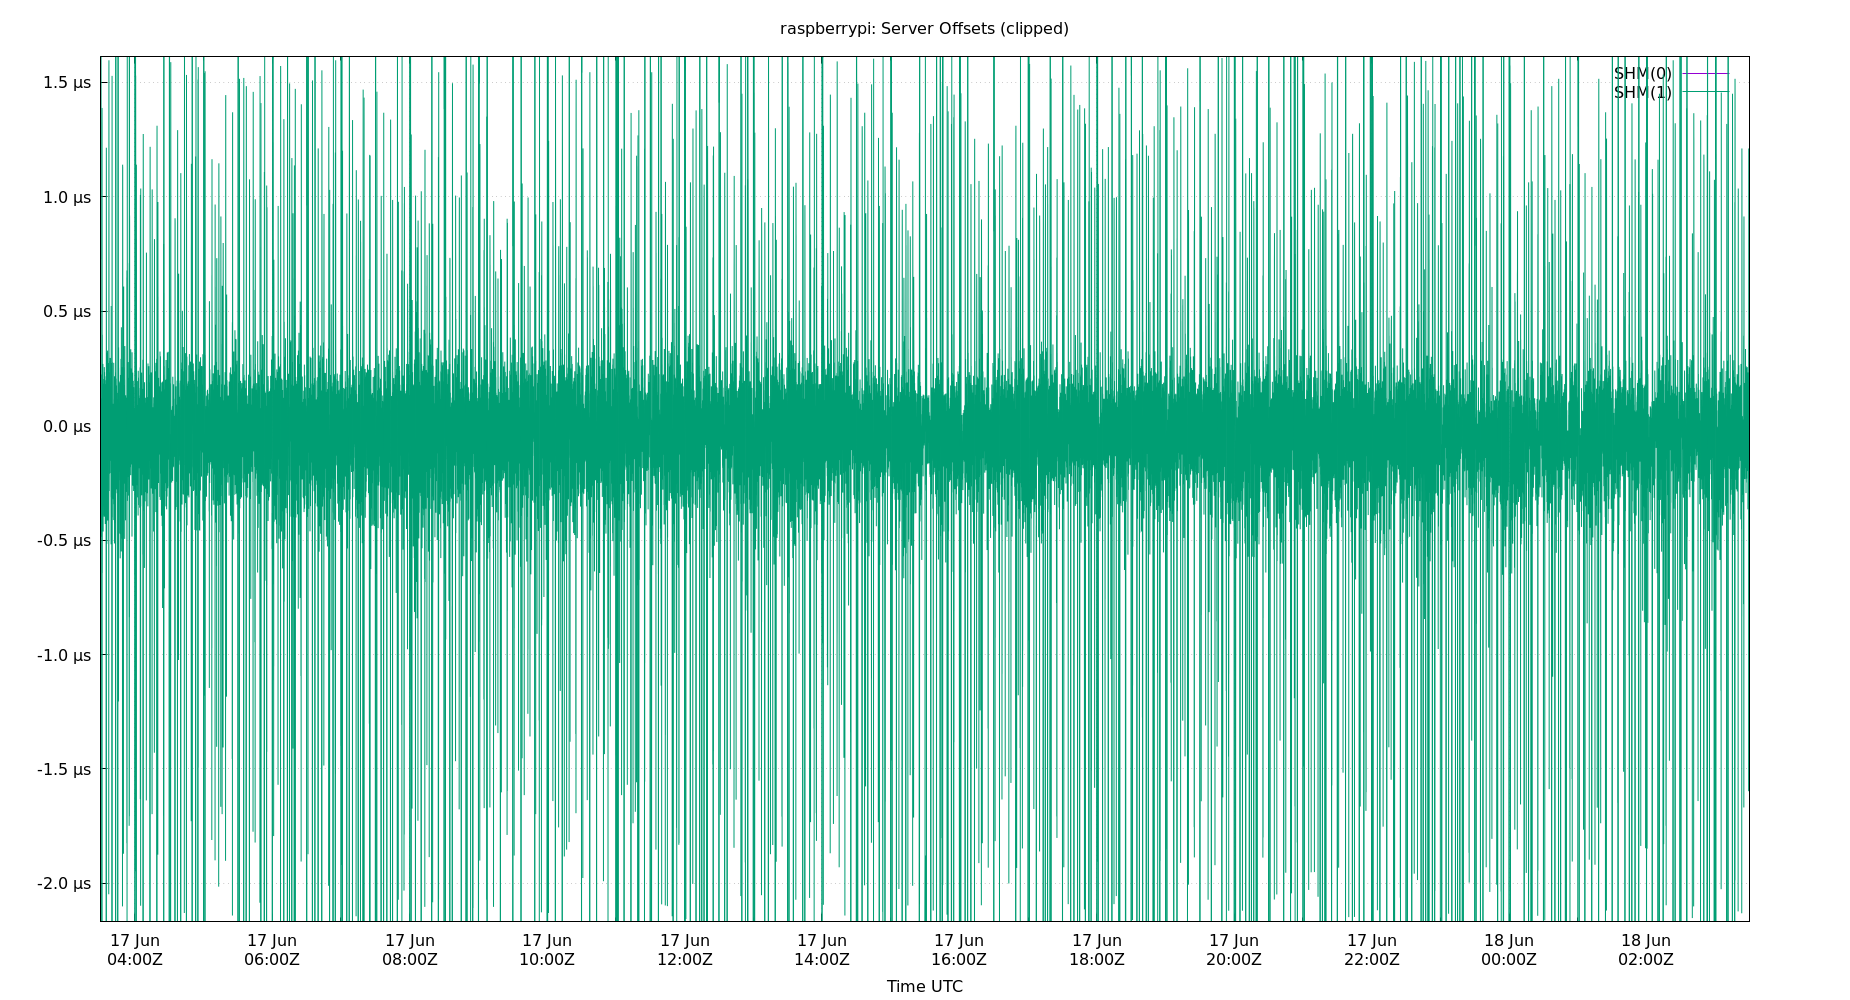 raspberrypi: Server Offsets (clipped)
SHM(0)
SHM(1)
1.5 µs
1.0 µs
0.5 µs
0.0 µs
-0.5 µs
-1.0 µs
-1.5 µs
-2.0 µs
17 Jun 17 Jun 17 Jun 17 Jun 17 Jun 17 Jun 17 Jun 17 Jun 17 Jun 17 Jun 18 Jun 18 Jun
04:00Z 06:00Z 08:00Z 10:00Z 12:00Z 14:00Z 16:00Z 18:00Z 20:00Z 22:00Z 00:00Z 02:00Z
Time UTC